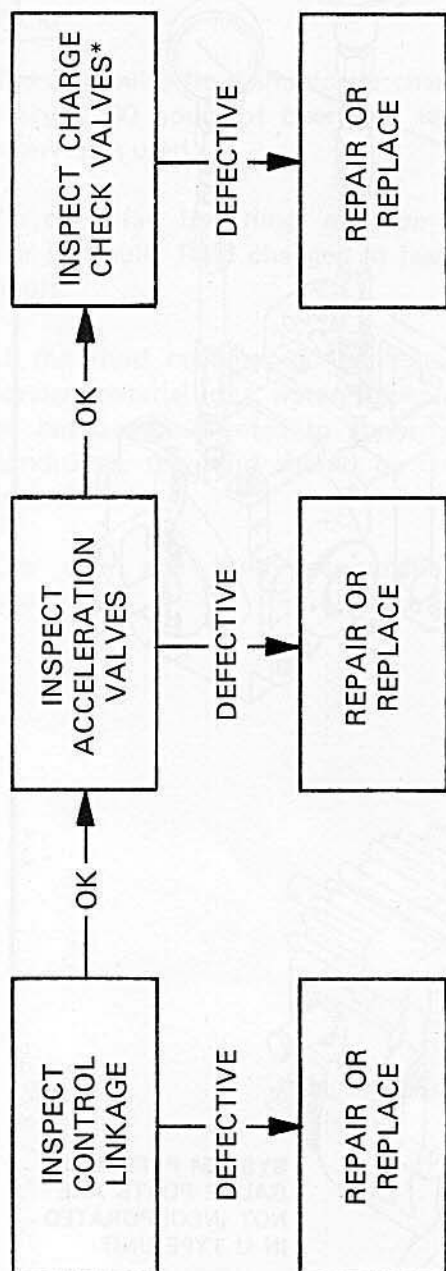 INSPECT
CONTROL
LINKAGE
OK
INSPECT
ACCELERATION
VALVES
OK
INSPECT CHARGE
CHECK VALVES*
DEFECTIVE
DEFECTIVE
DEFECTIVE
REPAIR OR
REPLACE
REPAIR OR
REPLACE
REPAIR OR
REPLACE